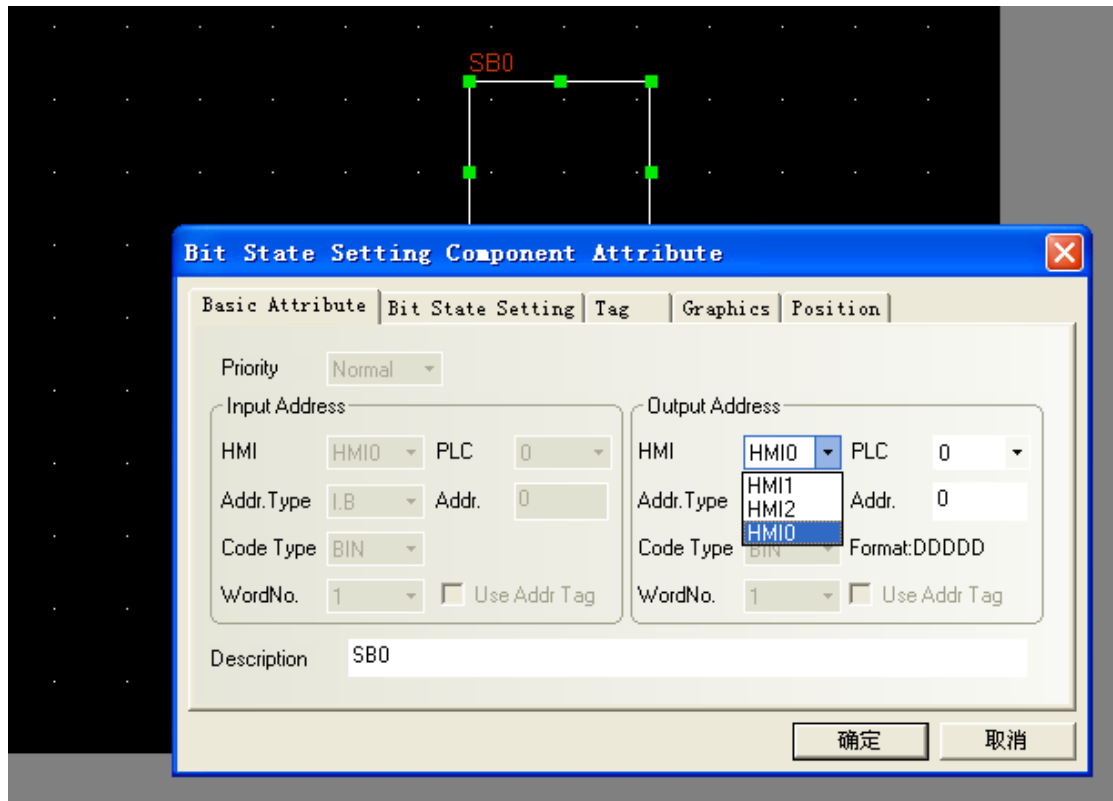 SB0
Bit State Setting Component Attribute
Basic Attribute Bit State Setting Tag Graphics Position
Priority Normal
Input Address Output Address
HMI HMI0 PLC 0 HMI HMI0 PLC 0
HMI1
Addr.Type I.B Addr. 0 Addr.Type HMI2 Addr. 0
HMI0
Code Type BIN Code Type BIN Format:DDDDD
WordNo. 1 Use Addr Tag WordNo. 1 Use Addr Tag
Description SB0
确定 取消